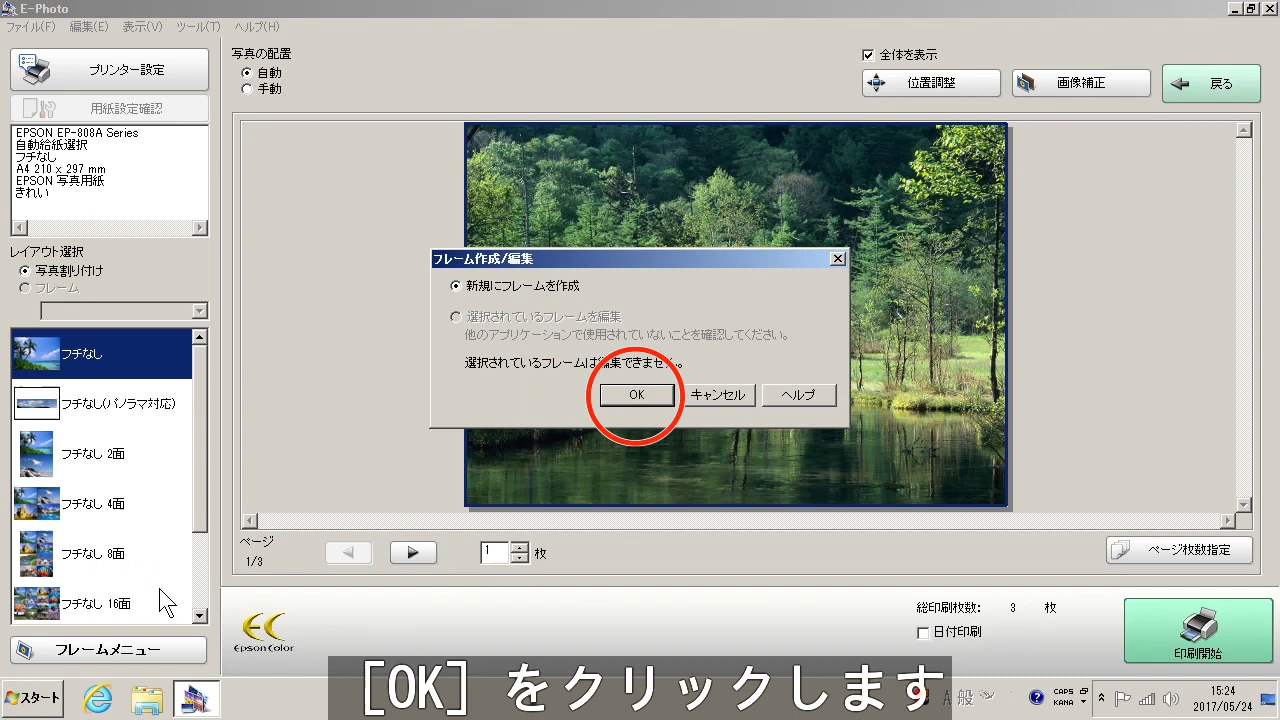 E-Photo
ファイル(F) 編集(E) 表示(V) ツール(T) ヘルプ(H)
プリンター設定
用紙設定確認
EPSON EP-808A Series
自動給紙選択
フチなし
A4 210 x 297 mm
EPSON 写真用紙
きれい
レイアウト選択
写真割り付け
フレーム
フチなし
フチなし(パノラマ対応)
フチなし 2面
フチなし 4面
フチなし 8面
フチなし 16面
フレームメニュー
写真の配置
自動
手動
全体を表示
位置調整
画像補正
戻る
フレーム作成/編集
新規にフレームを作成
選択されているフレームを編集
他のアプリケーションで使用されていないことを確認してください。
選択されているフレームは編集できません。
OK
キャンセル
ヘルプ
ページ
1/3
1 枚
ページ枚数指定
EpsonColor
総印刷枚数: 3 枚
日付印刷
印刷開始
[OK] をクリックします
スタート
A 般
CAPS
KANA
15:24
2017/05/24